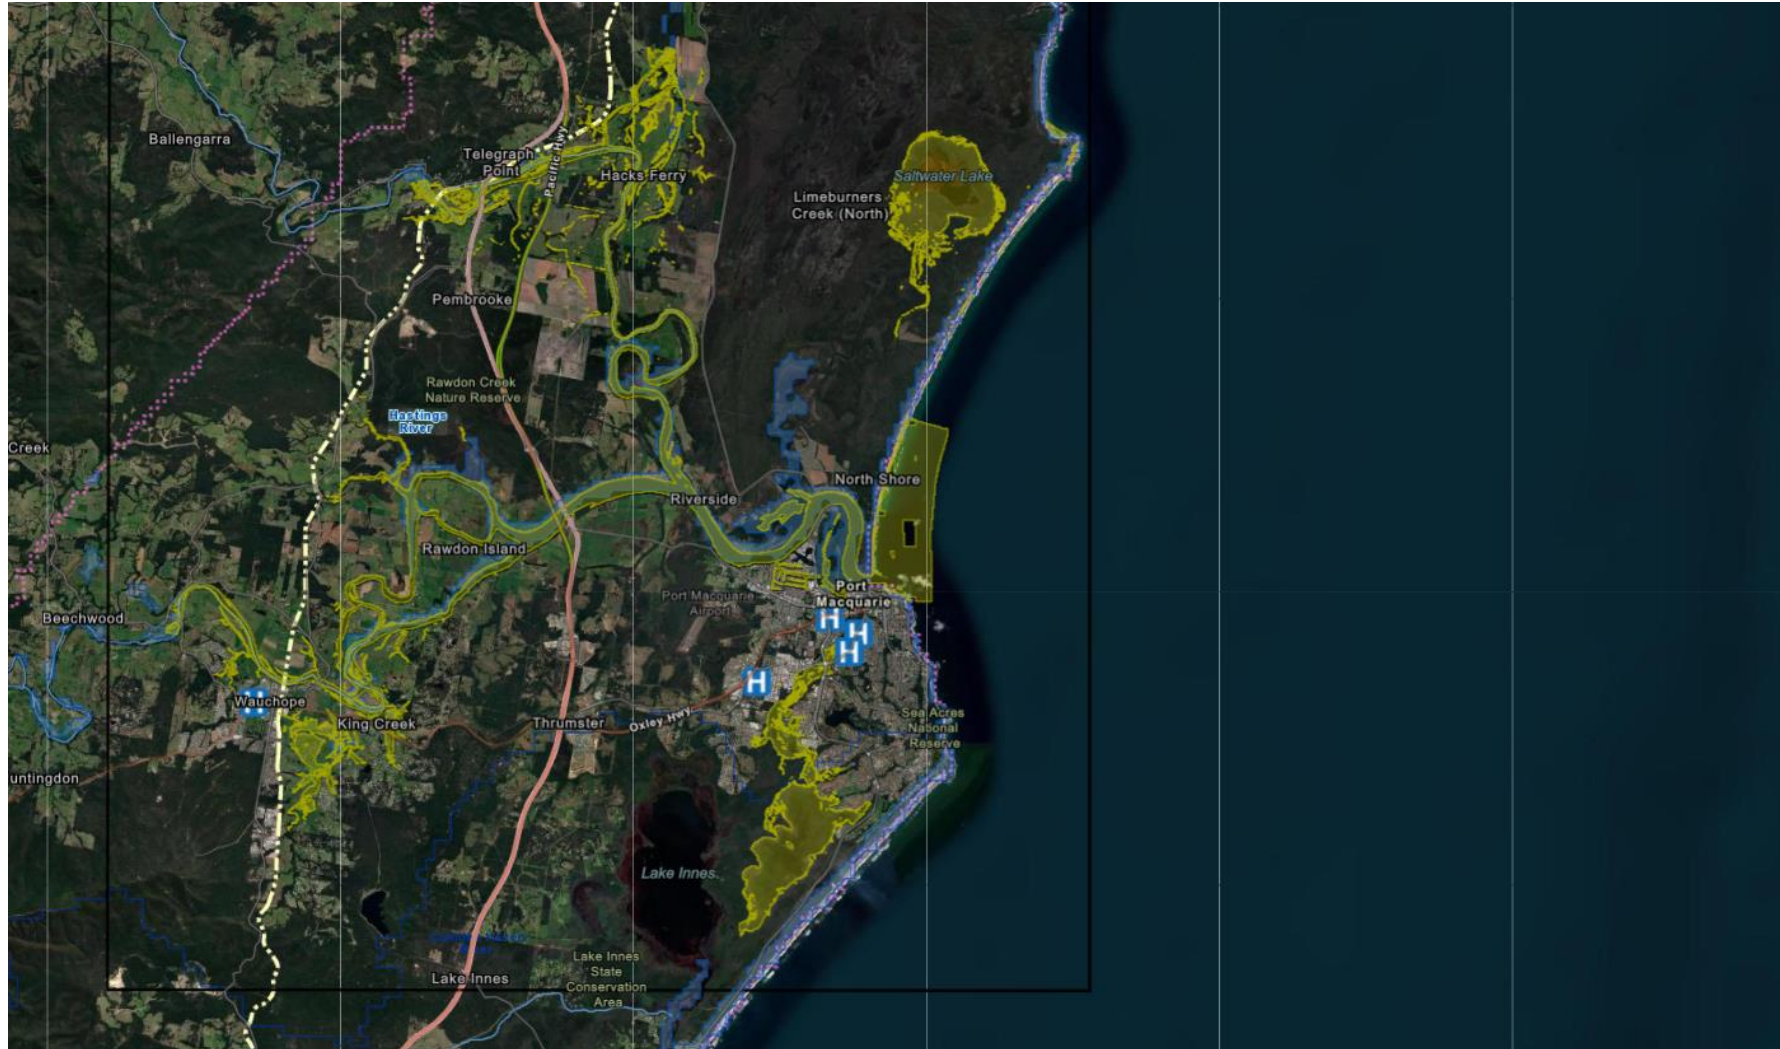 Ballengarra
Telegraph
Point
Pacific Hwy
Hacks Ferry
Saltwater Lake
Limeburners
Creek (North)
Pembrooke
Rawdon Creek
Nature Reserve
Hastings
River
Creek
North Shore
Riverside
Rawdon Island
Port Macquarie
Airport
Port
Macquarie
Beechwood
H
H
H
H
H
Wauchope
King Creek
Thrumster
Oxley Hwy
Sea Acres
National
Reserve
untingdon
Lake Innes
Lake Innes
Lake Innes
State
Conservation
Area